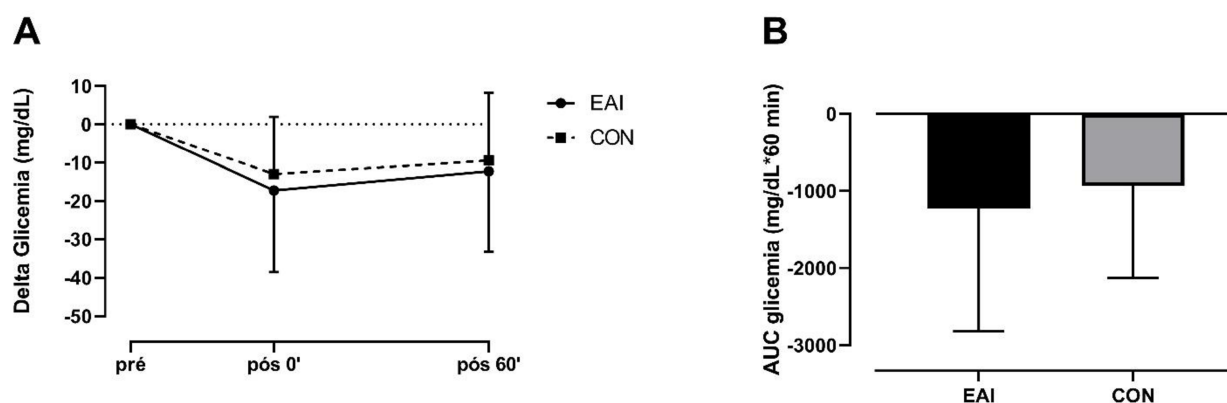 A
Delta Glicemia (mg/dL)
10
0
-10
-20
-30
-40
-50
pré
pós 0'
pós 60'
EAI
CON
B
AUC glicemia (mg/dL*60 min)
0
-1000
-2000
-3000
EAI
CON